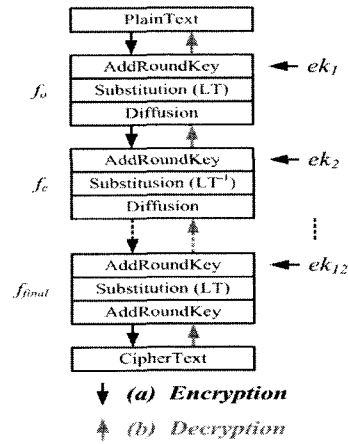 PlainText
AddRoundKey
ek1
fo
Substitution (LT)
Diffusion
AddRoundKey
ek2
fe
Substitusion (LT-1)
Diffusion
AddRoundKey
ek12
ffinal
Substitution (LT)
AddRoundKey
CipherText
(a) Encryption
(b) Decryption